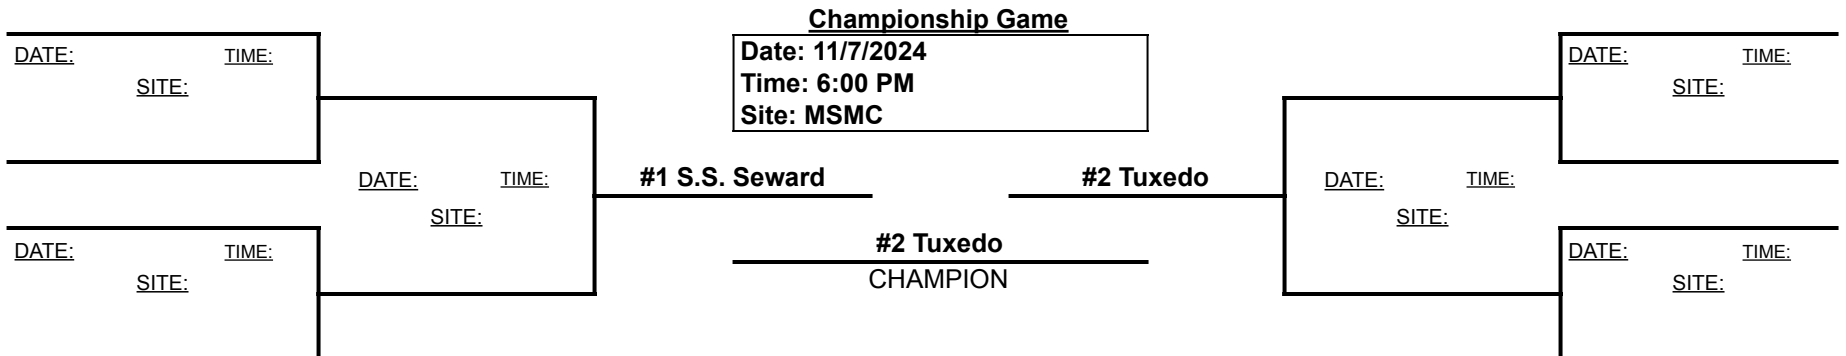 Championship Game
DATE: TIME:
SITE:
Date: 11/7/2024
Time: 6:00 PM
Site: MSMC
DATE: TIME:
SITE:
DATE: TIME:
SITE:
#1 S.S. Seward
#2 Tuxedo
DATE: TIME:
SITE:
DATE: TIME:
SITE:
#2 Tuxedo
CHAMPION
DATE: TIME:
SITE: